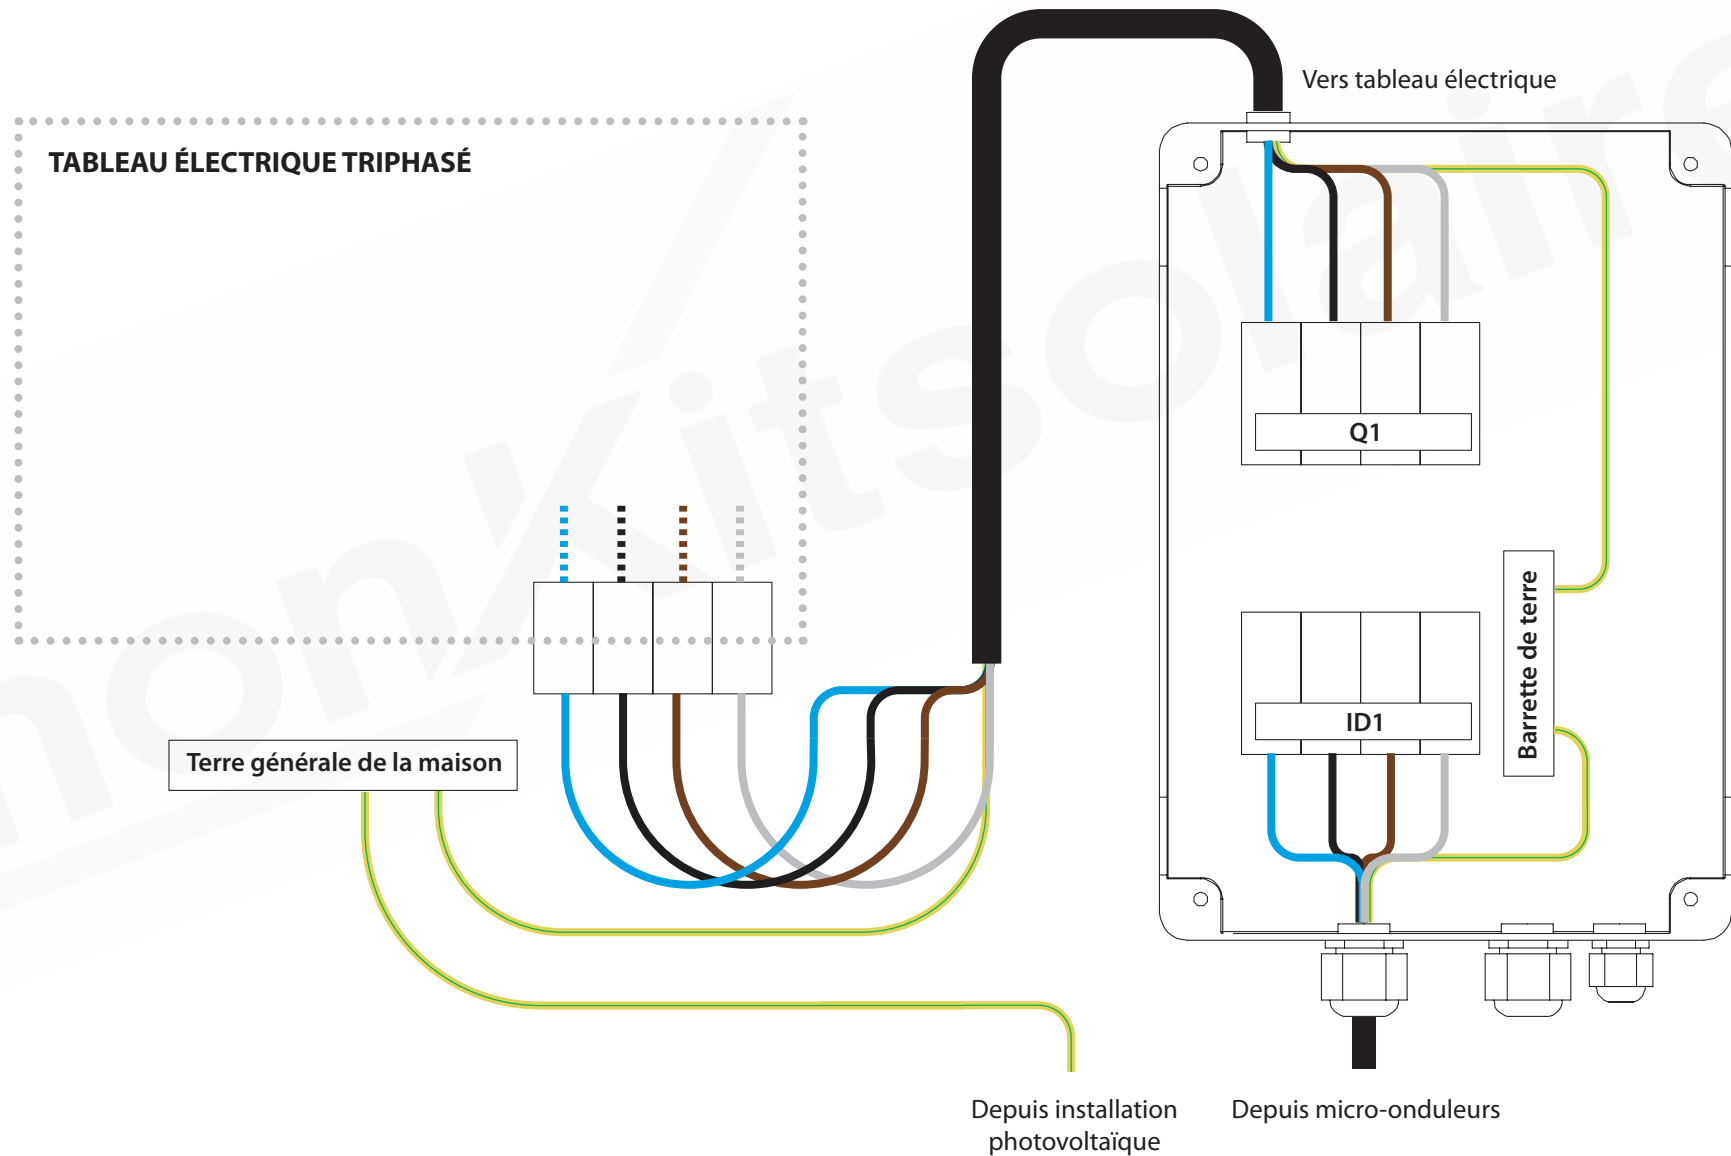 Vers tableau électrique
TABLEAU ÉLECTRIQUE TRIPHASÉ
Q1
Barrette de terre
ID1
Terre générale de la maison
Depuis installation
photovoltaïque
Depuis micro-onduleurs
monKitsolaire